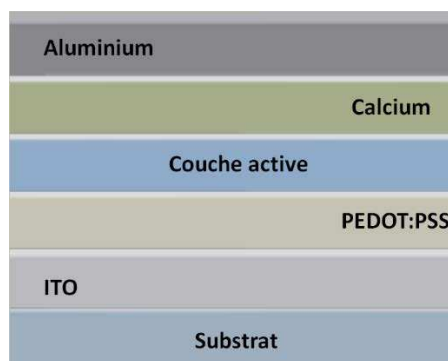 Aluminium
Calcium
Couche active
PEDOT:PSS
ITO
Substrat